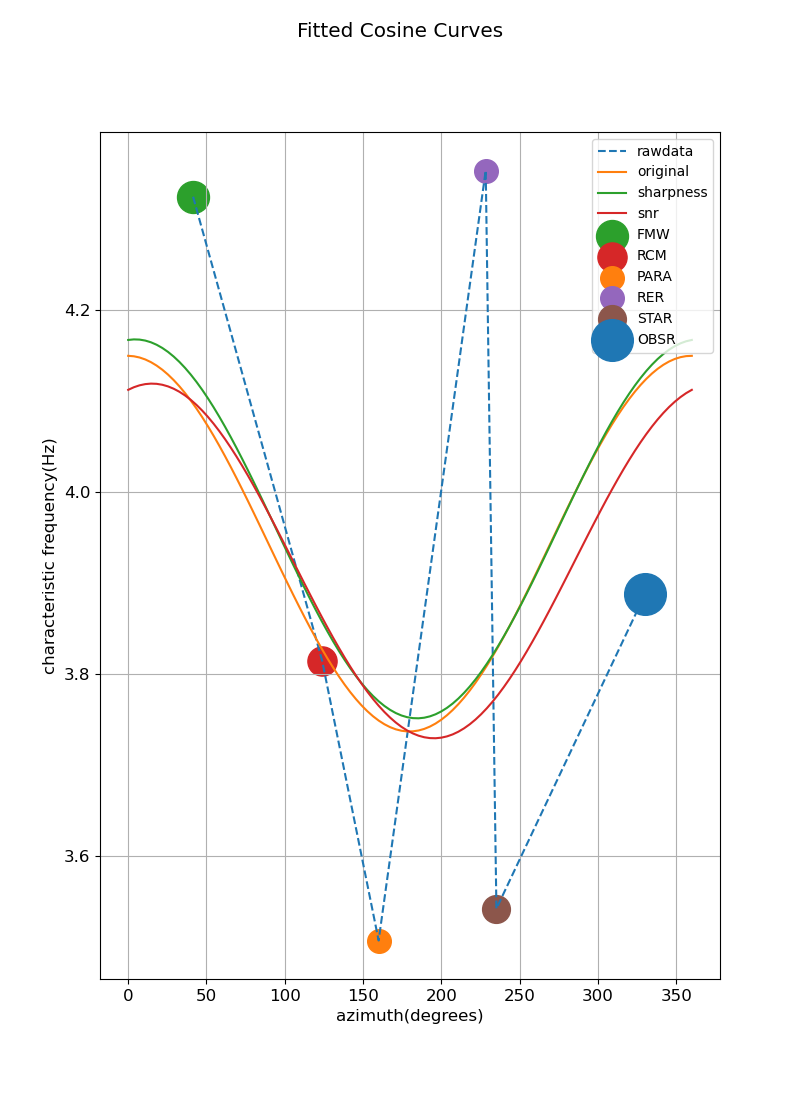 Fitted Cosine Curves
rawdata
original
sharpness
snr
FMW
RCM
PARA
RER
STAR
OBSR
characteristic frequency(Hz)
4.2
4.0
3.8
3.6
0 50 100 150 200 250 300 350
azimuth(degrees)